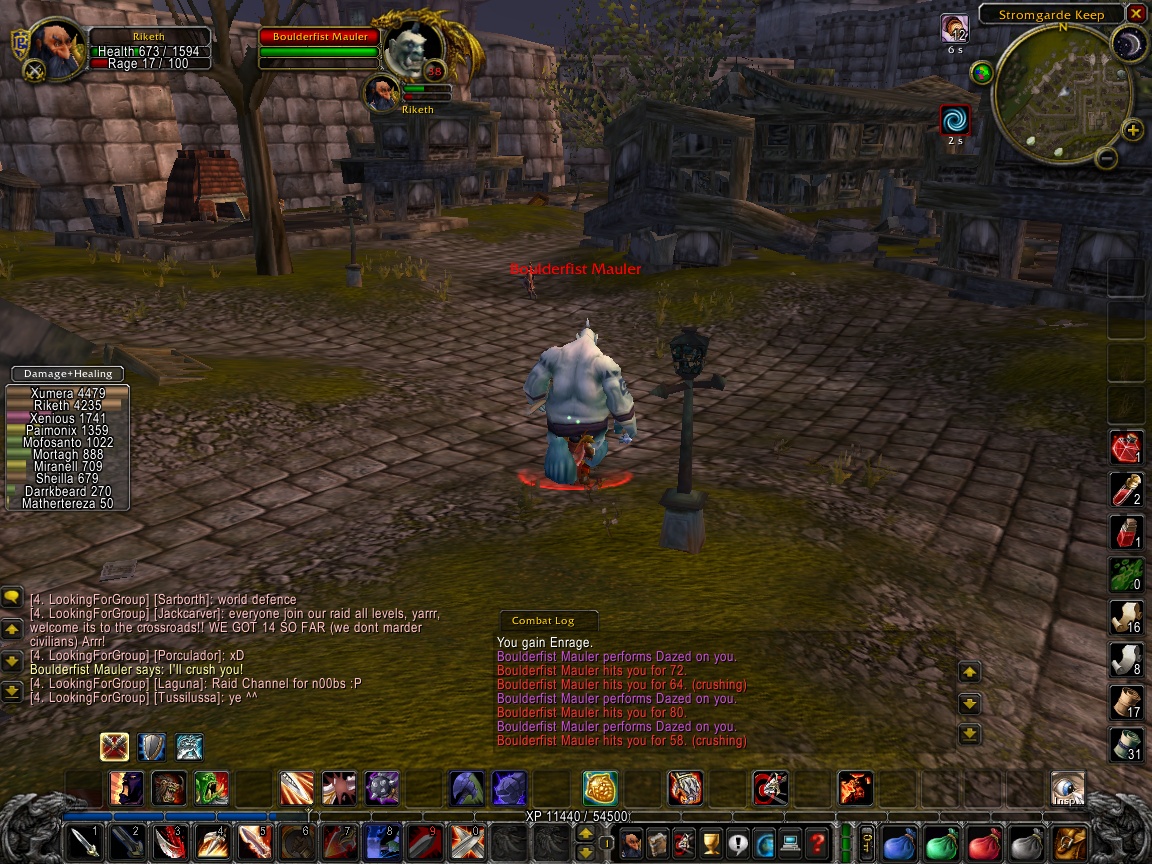 Riketh
Health 673 / 1594
Rage 17 / 100
Boulderfist Mauler
38
Riketh
12
6 s
Stromgarde Keep
N
2 s
Boulderfist Mauler
Damage+Healing
Xumera 4479
Riketh 4235
Xenious 1741
Paimonix 1359
Mofosanto 1022
Mortagh 888
Miranell 709
Sheilla 679
Darrkbeard 270
Mathertereza 50
1
2
1
0
16
8
17
31
[4. LookingForGroup] [Sarborth]: world defence
[4. LookingForGroup] [Jackcarver]: everyone join our raid all levels, yarrr,
welcome its to the crossroads!! WE GOT 14 SO FAR (we dont marder
civilians) Arrr!
[4. LookingForGroup] [Porculador]: xD
Boulderfist Mauler says: I'll crush you!
[4. LookingForGroup] [Laguna]: Raid Channel for n00bs :P
[4. LookingForGroup] [Tussilussa]: ye ^^
Combat Log
You gain Enrage.
Boulderfist Mauler performs Dazed on you.
Boulderfist Mauler hits you for 72.
Boulderfist Mauler hits you for 64. (crushing)
Boulderfist Mauler performs Dazed on you.
Boulderfist Mauler hits you for 80.
Boulderfist Mauler performs Dazed on you.
Boulderfist Mauler hits you for 58. (crushing)
Insp
XP 11440 / 54500
1 2 3 4 5 6 7 8 9 0
1